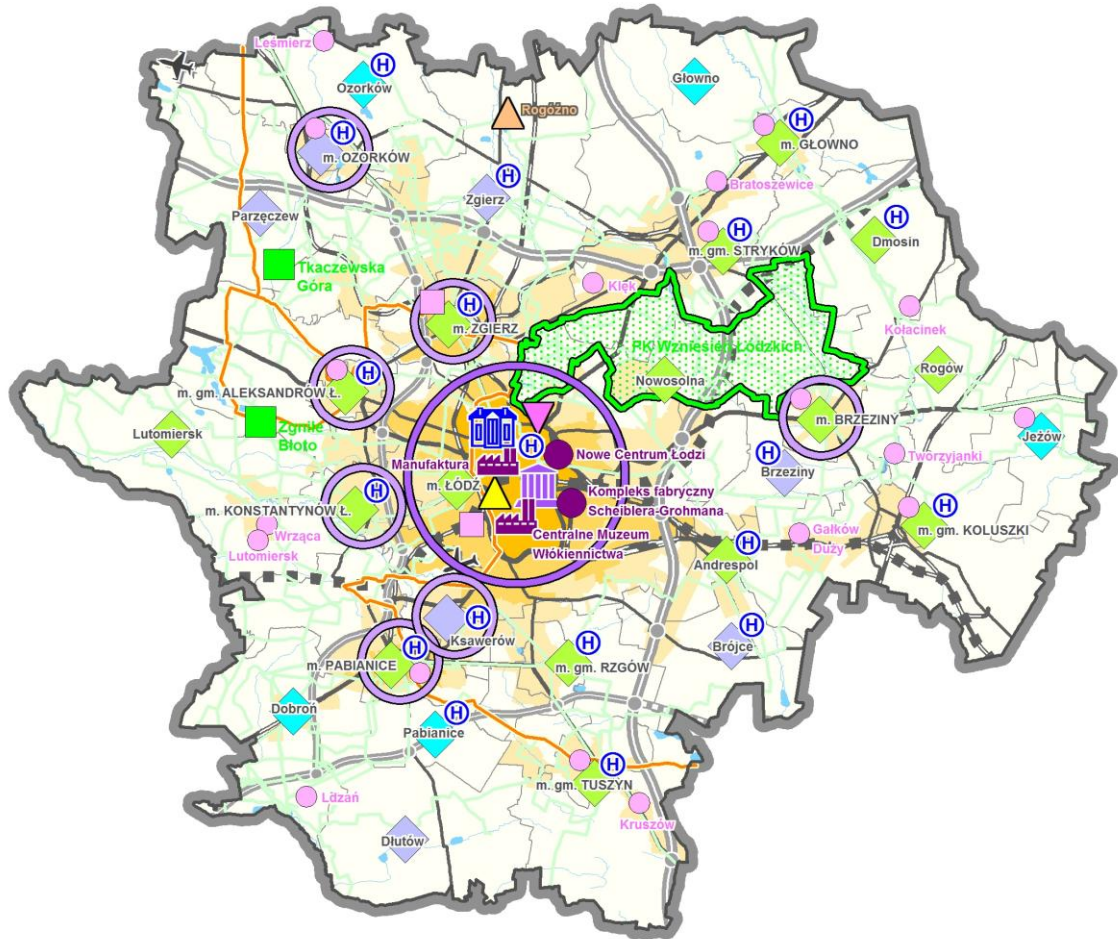 Leśmierz
H
Ozorków
Głowno
Rogóźno
H
m. OZORKÓW
H
m. GŁOWNO
H
Zgierz
Bratoszewice
Parzęczew
H
Dmosin
H
m. gm. STRYKÓW
Tkaczewska
Góra
Klęk
H
m. ZGIERZ
Kołacinek
PK Wzniesień Łódzkich
Rogów
Nowosolna
H
m. gm. ALEKSANDRÓW Ł.
H
m. BRZEZINY
Lutomiersk
Zgniłe
Błoto
H
Jeżów
H
Nowe Centrum Łodzi
Tworzyjanki
Manufaktura
H
Brzeziny
m. ŁÓDŹ
Kompleks fabryczny
Scheiblera-Grohmana
H
m. KONSTANTYNÓW Ł.
H
m. gm. KOLUSZKI
Wrząca
Lutomiersk
Centralne Muzeum
Włókiennictwa
Gałków
Duży
H
Andrespol
H
Ksawerów
H
Brójce
H
m. PABIANICE
H
m. gm. RZGÓW
Dobroń
H
Pabianice
H
m. gm. TUSZYN
Ldzań
Kruszów
Dłutów